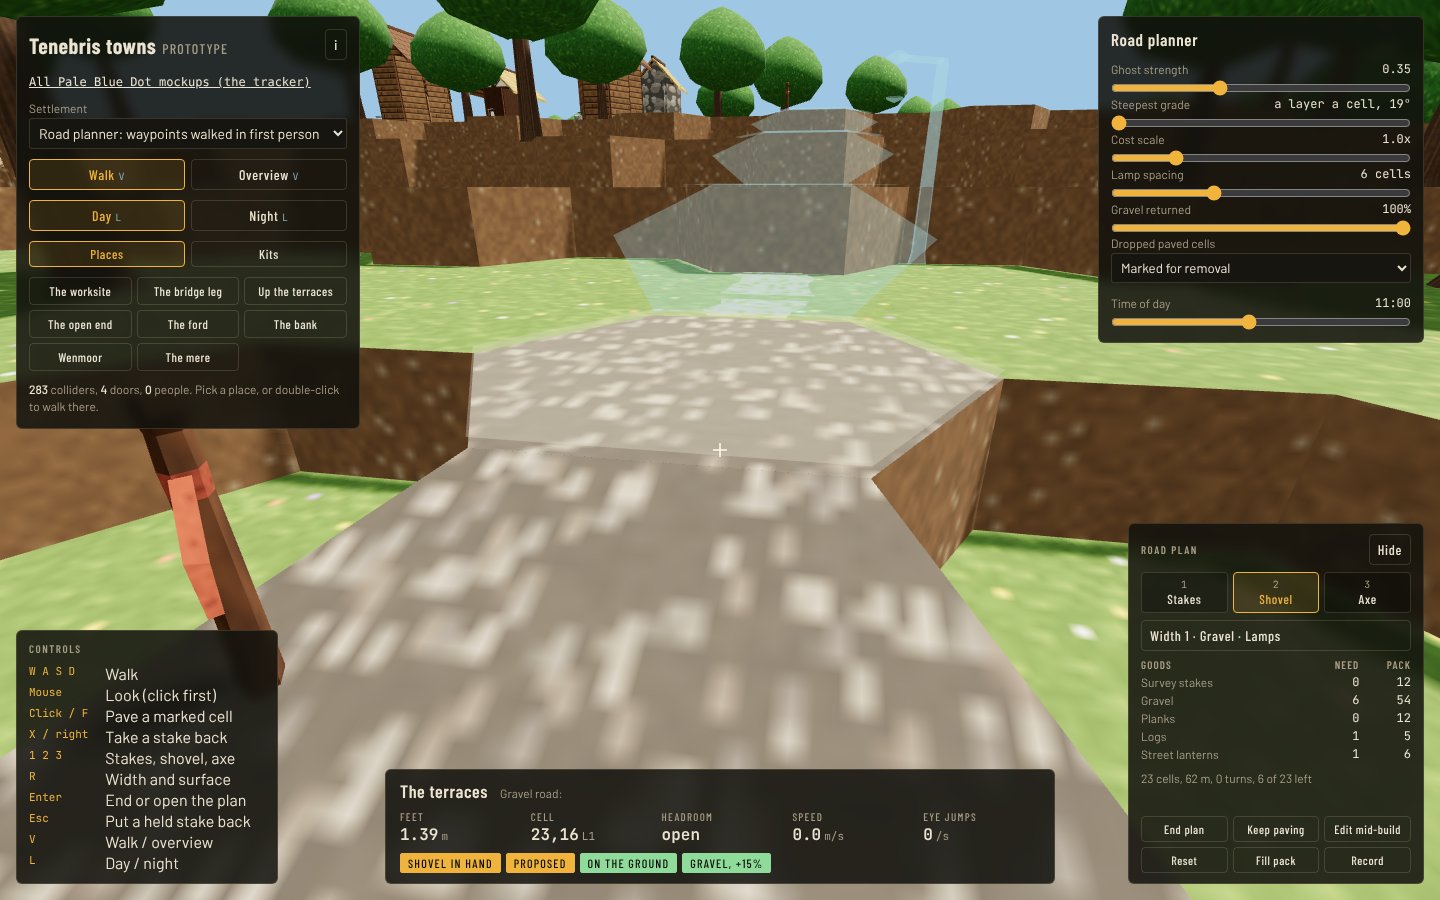 Tenebris towns PROTOTYPE
i
All Pale Blue Dot mockups (the tracker)
Settlement
Road planner: waypoints walked in first person
Walk V
Overview V
Day L
Night L
Places
Kits
The worksite
The bridge leg
Up the terraces
The open end
The ford
The bank
Wenmoor
The mere
283 colliders, 4 doors, 0 people. Pick a place, or double-click
to walk there.
CONTROLS
W A S D Walk
Mouse Look (click first)
Click / F Pave a marked cell
X / right Take a stake back
1 2 3 Stakes, shovel, axe
R Width and surface
Enter End or open the plan
Esc Put a held stake back
V Walk / overview
L Day / night
The terraces Gravel road:
FEET CELL HEADROOM SPEED EYE JUMPS
1.39 m 23,16 L1 open 0.0 m/s 0 /s
SHOVEL IN HAND PROPOSED ON THE GROUND GRAVEL, +15%
Road planner
Ghost strength 0.35
Steepest grade a layer a cell, 19°
Cost scale 1.0x
Lamp spacing 6 cells
Gravel returned 100%
Dropped paved cells
Marked for removal
Time of day 11:00
ROAD PLAN
Hide
1 2 3
Stakes Shovel Axe
Width 1 · Gravel · Lamps
GOODS NEED PACK
Survey stakes 0 12
Gravel 6 54
Planks 0 12
Logs 1 5
Street lanterns 1 6
23 cells, 62 m, 0 turns, 6 of 23 left
End plan Keep paving Edit mid-build
Reset Fill pack Record